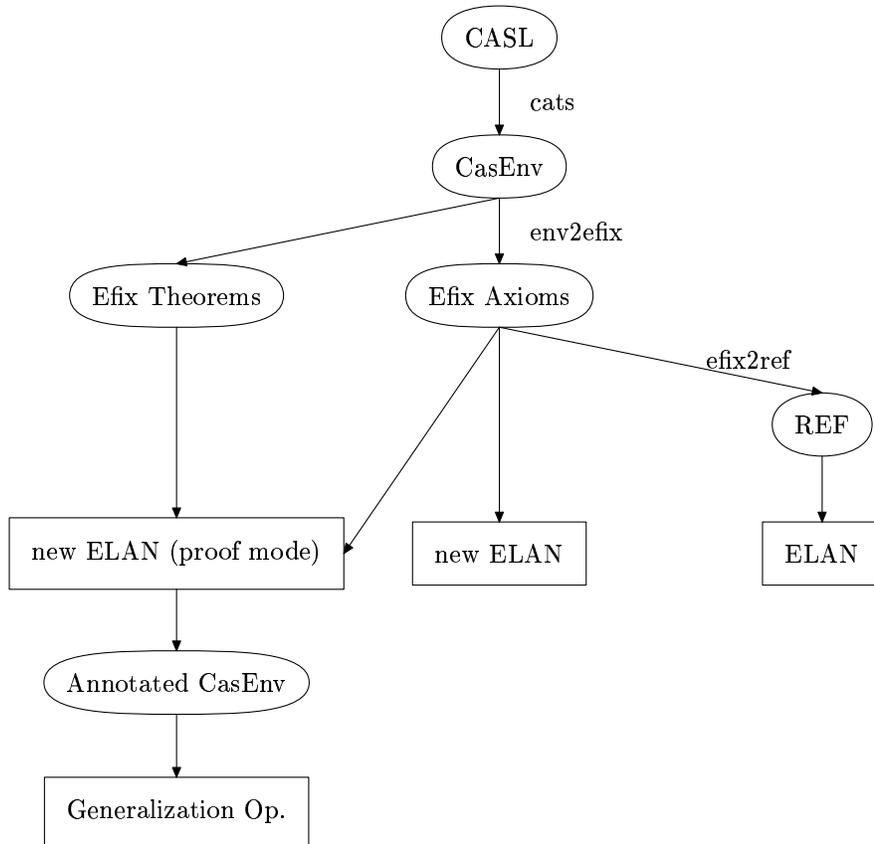 CASL
cats
CasEnv
env2efix
Efix Theorems
Efix Axioms
efix2ref
REF
new ELAN (proof mode)
new ELAN
ELAN
Annotated CasEnv
Generalization Op.